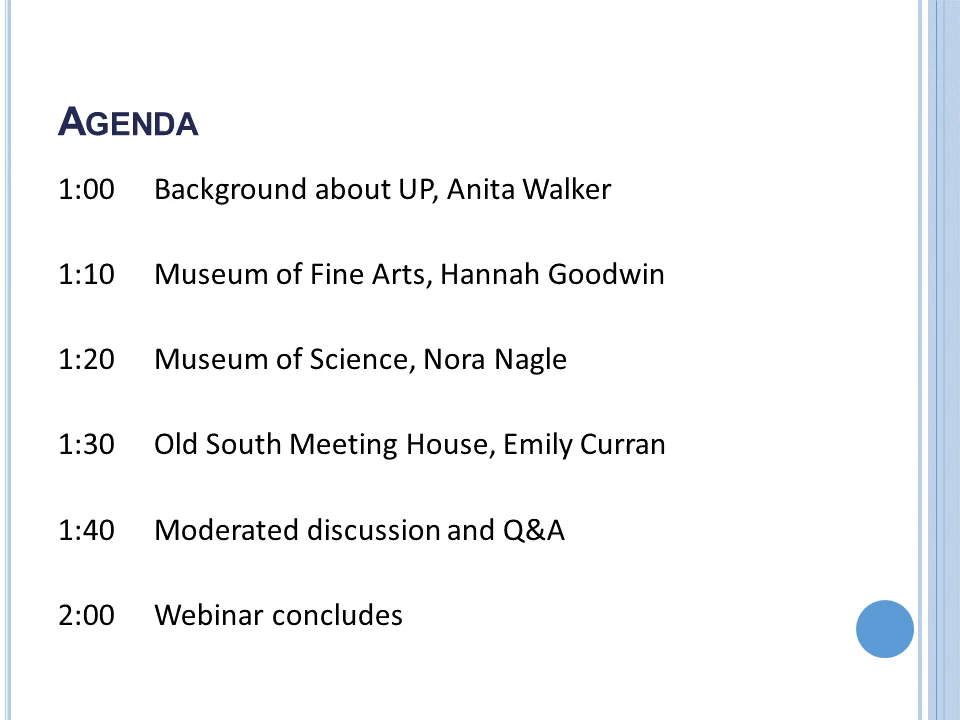 AGENDA
1:00 Background about UP, Anita Walker
1:10 Museum of Fine Arts, Hannah Goodwin
1:20 Museum of Science, Nora Nagle
1:30 Old South Meeting House, Emily Curran
1:40 Moderated discussion and Q&A
2:00 Webinar concludes